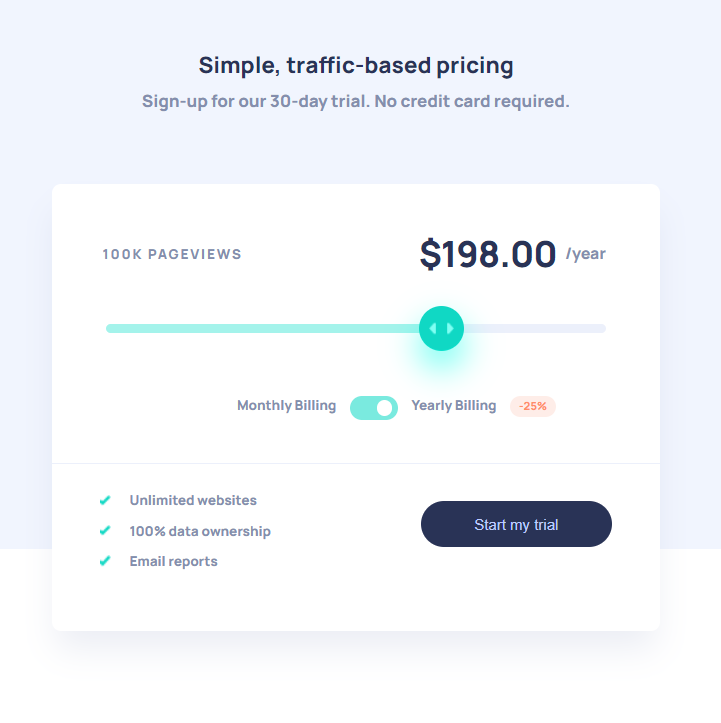 Simple, traffic-based pricing
Sign-up for our 30-day trial. No credit card required.
100K PAGEVIEWS
$198.00 /year
Monthly Billing Yearly Billing -25%
Unlimited websites
100% data ownership
Email reports
Start my trial